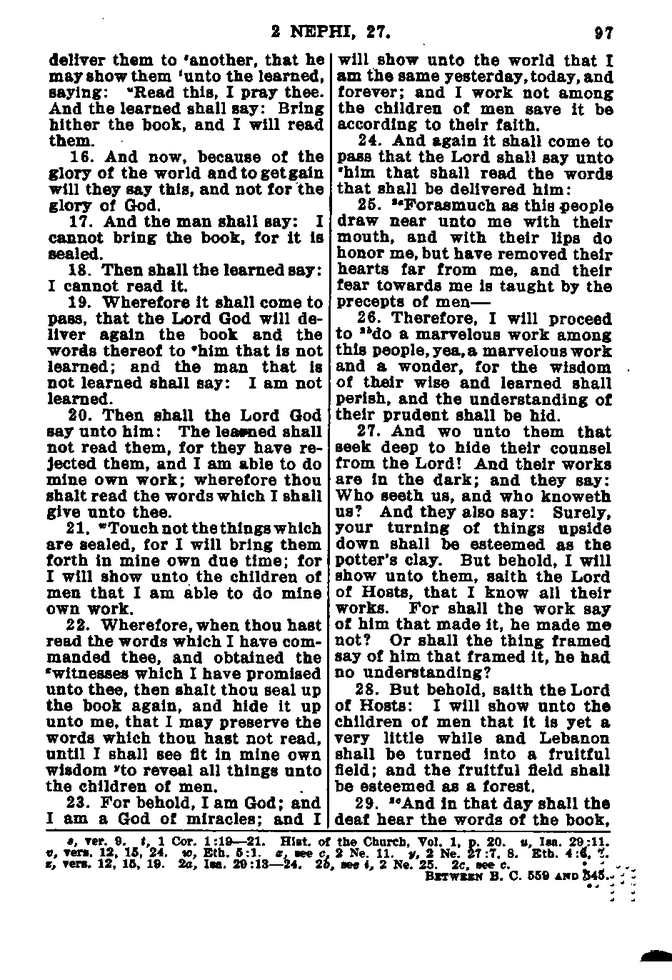 2 NEPHI, 27.
97
deliver them to ˢanother, that he
may show them ᵗunto the learned,
saying: ᵘRead this, I pray thee.
And the learned shall say: Bring
hither the book, and I will read
them.
16. And now, because of the
glory of the world and to get gain
will they say this, and not for the
glory of God.
17. And the man shall say: I
cannot bring the book, for it is
sealed.
18. Then shall the learned say:
I cannot read it.
19. Wherefore it shall come to
pass, that the Lord God will de-
liver again the book and the
words thereof to ᵛhim that is not
learned; and the man that is
not learned shall say: I am not
learned.
20. Then shall the Lord God
say unto him: The learned shall
not read them, for they have re-
jected them, and I am able to do
mine own work; wherefore thou
shalt read the words which I shall
give unto thee.
21. ʷTouch not the things which
are sealed, for I will bring them
forth in mine own due time; for
I will show unto the children of
men that I am able to do mine
own work.
22. Wherefore, when thou hast
read the words which I have com-
manded thee, and obtained the
ˣwitnesses which I have promised
unto thee, then shalt thou seal up
the book again, and hide it up
unto me, that I may preserve the
words which thou hast not read,
until I shall see fit in mine own
wisdom ʸto reveal all things unto
the children of men.
23. For behold, I am God; and
I am a God of miracles; and I
will show unto the world that I
am the same yesterday, today, and
forever; and I work not among
the children of men save it be
according to their faith.
24. And again it shall come to
pass that the Lord shall say unto
ᶻhim that shall read the words
that shall be delivered him:
25. ²ᵃForasmuch as this people
draw near unto me with their
mouth, and with their lips do
honor me, but have removed their
hearts far from me, and their
fear towards me is taught by the
precepts of men—
26. Therefore, I will proceed
to ²ᵇdo a marvelous work among
this people, yea, a marvelous work
and a wonder, for the wisdom
of their wise and learned shall
perish, and the understanding of
their prudent shall be hid.
27. And wo unto them that
seek deep to hide their counsel
from the Lord! And their works
are in the dark; and they say:
Who seeth us, and who knoweth
us? And they also say: Surely,
your turning of things upside
down shall be esteemed as the
potter's clay. But behold, I will
show unto them, saith the Lord
of Hosts, that I know all their
works. For shall the work say
of him that made it, he made me
not? Or shall the thing framed
say of him that framed it, he had
no understanding?
28. But behold, saith the Lord
of Hosts: I will show unto the
children of men that it is yet a
very little while and Lebanon
shall be turned into a fruitful
field; and the fruitful field shall
be esteemed as a forest.
29. ²ᶜAnd in that day shall the
deaf hear the words of the book,
s, ver. 9. t, 1 Cor. 1:19—21. Hist. of the Church, Vol. 1, p. 20. u, Isa. 29:11.
v, vers. 12, 15, 24. w, Eth. 5:1. x, see c, 2 Ne. 11. y, 2 Ne. 27:7, 8. Eth. 4:6, 7.
z, vers. 12, 15, 19. 2a, Isa. 29:13—24. 2b, see i, 2 Ne. 25. 2c, see c.
BETWEEN B. C. 559 AND 545.